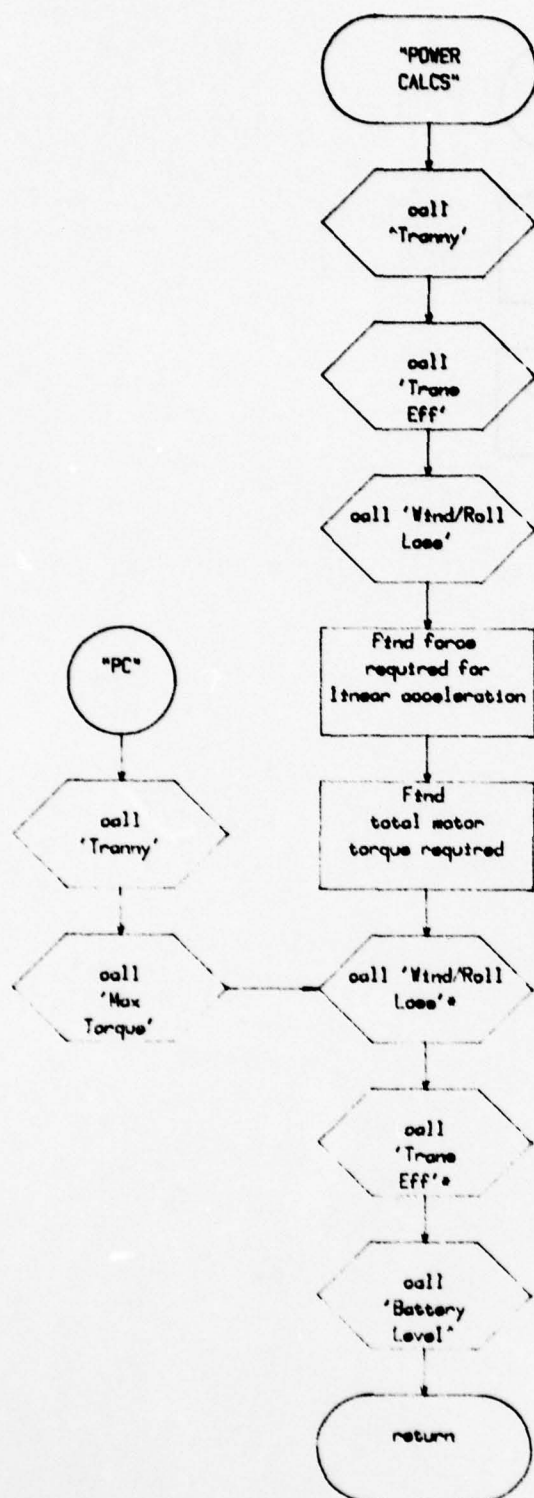 "POWER
CALCS"
call
'Tranny'
call
'Trans
Eff'
call 'Wind/Roll
Loss'
Find force
required for
linear acceleration
Find
total motor
torque required
call 'Wind/Roll
Loss'*
call
'Trans
Eff'*
call
'Battery
Level'
return
"PC"
call
'Tranny'
call
'Max
Torque'